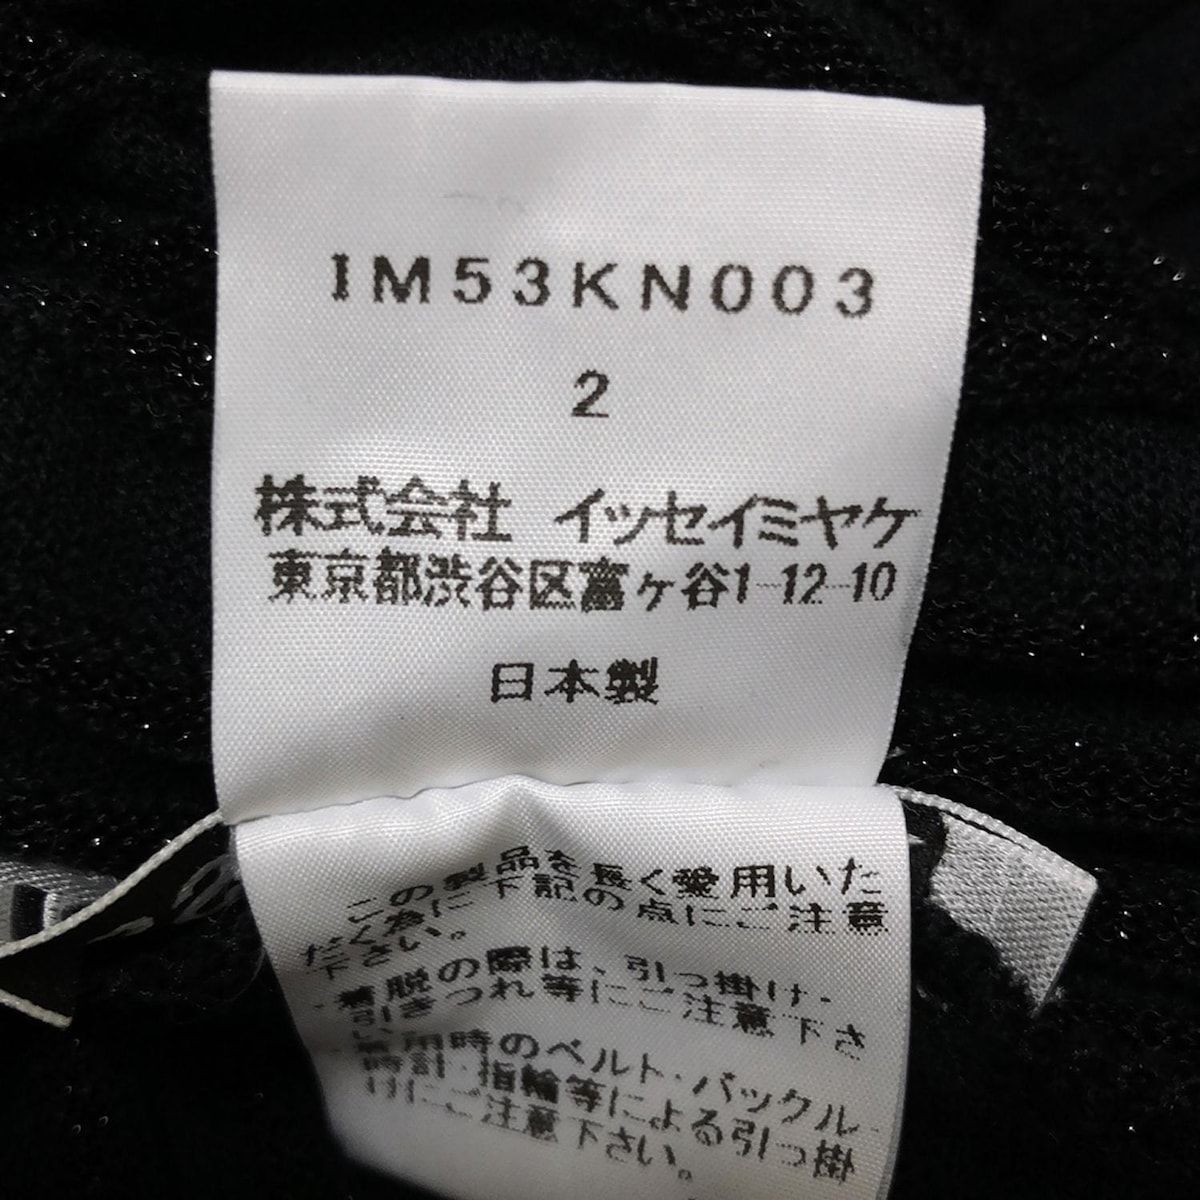 IM53KN003
2
株式会社 イッセイミヤケ
東京都渋谷区富ヶ谷1-12-10
日本製
この製品を長く愛用いた
だく為に下記の点にご注意
下さい。
・着脱の際は、引っ掛け・
引きつれ等にご注意下さ
い。
用時のベルト・バックル・
時計・指輪等による引っ掛
けにご注意下さい。